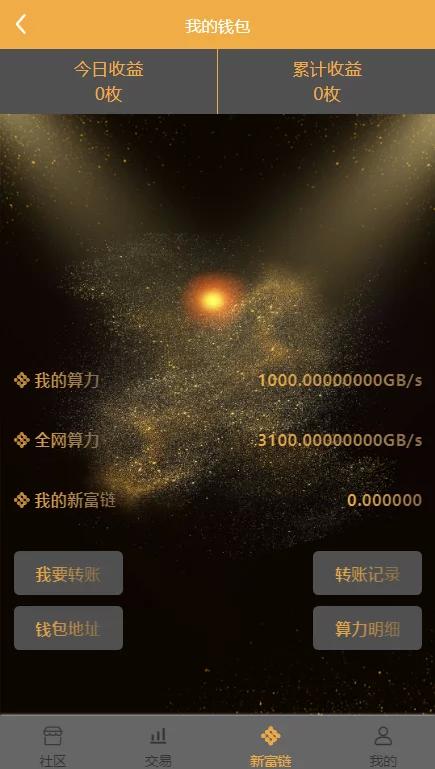 我的钱包
今日收益
0枚
累计收益
0枚
我的算力
1000.00000000GB/s
全网算力
3100.00000000GB/s
我的新富链
0.000000
我要转账
转账记录
钱包地址
算力明细
社区
交易
新富链
我的